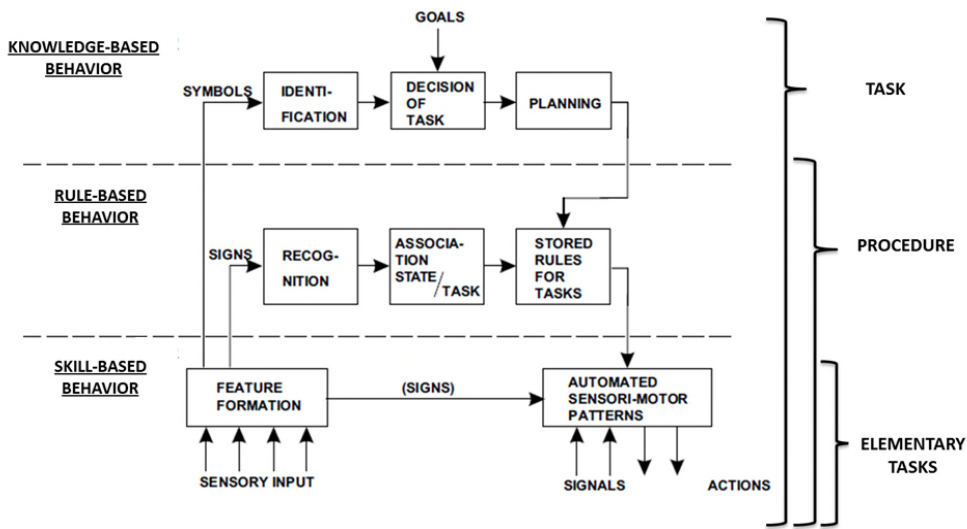 GOALS
KNOWLEDGE-BASED
BEHAVIOR
SYMBOLS
IDENTI-
FICATION
DECISION
OF
TASK
PLANNING
TASK
RULE-BASED
BEHAVIOR
SIGNS
RECOG-
NITION
ASSOCIA-
TION
STATE/
TASK
STORED
RULES
FOR
TASKS
PROCEDURE
SKILL-BASED
BEHAVIOR
FEATURE
FORMATION
(SIGNS)
AUTOMATED
SENSORI-MOTOR
PATTERNS
ELEMENTARY
TASKS
SENSORY INPUT
SIGNALS
ACTIONS